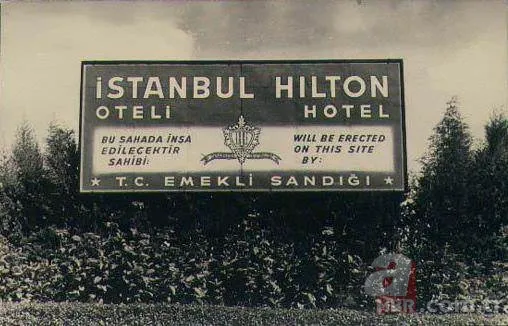 İSTANBUL HILTON
OTELİ HOTEL
BU SAHADA İNŞA
EDİLEÇEKTİR
SAHİBİ:
WILL BE ERECTED
ON THIS SITE
BY:
★ T.C. EMEKLİ SANDIĞI ★
a